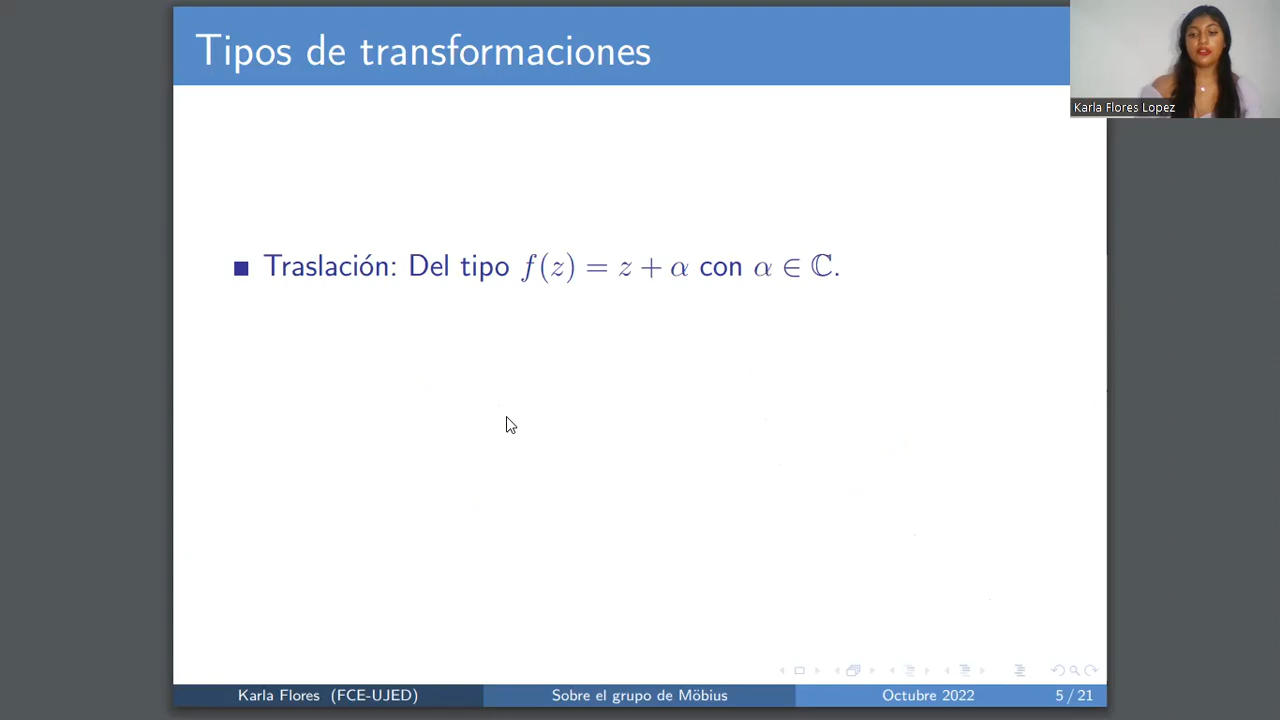 Tipos de transformaciones
Karla Flores Lopez
Traslación: Del tipo f(z) = z + α con α ∈ ℂ.
Karla Flores (FCE-UJED)
Sobre el grupo de Möbius
Octubre 2022
5 / 21